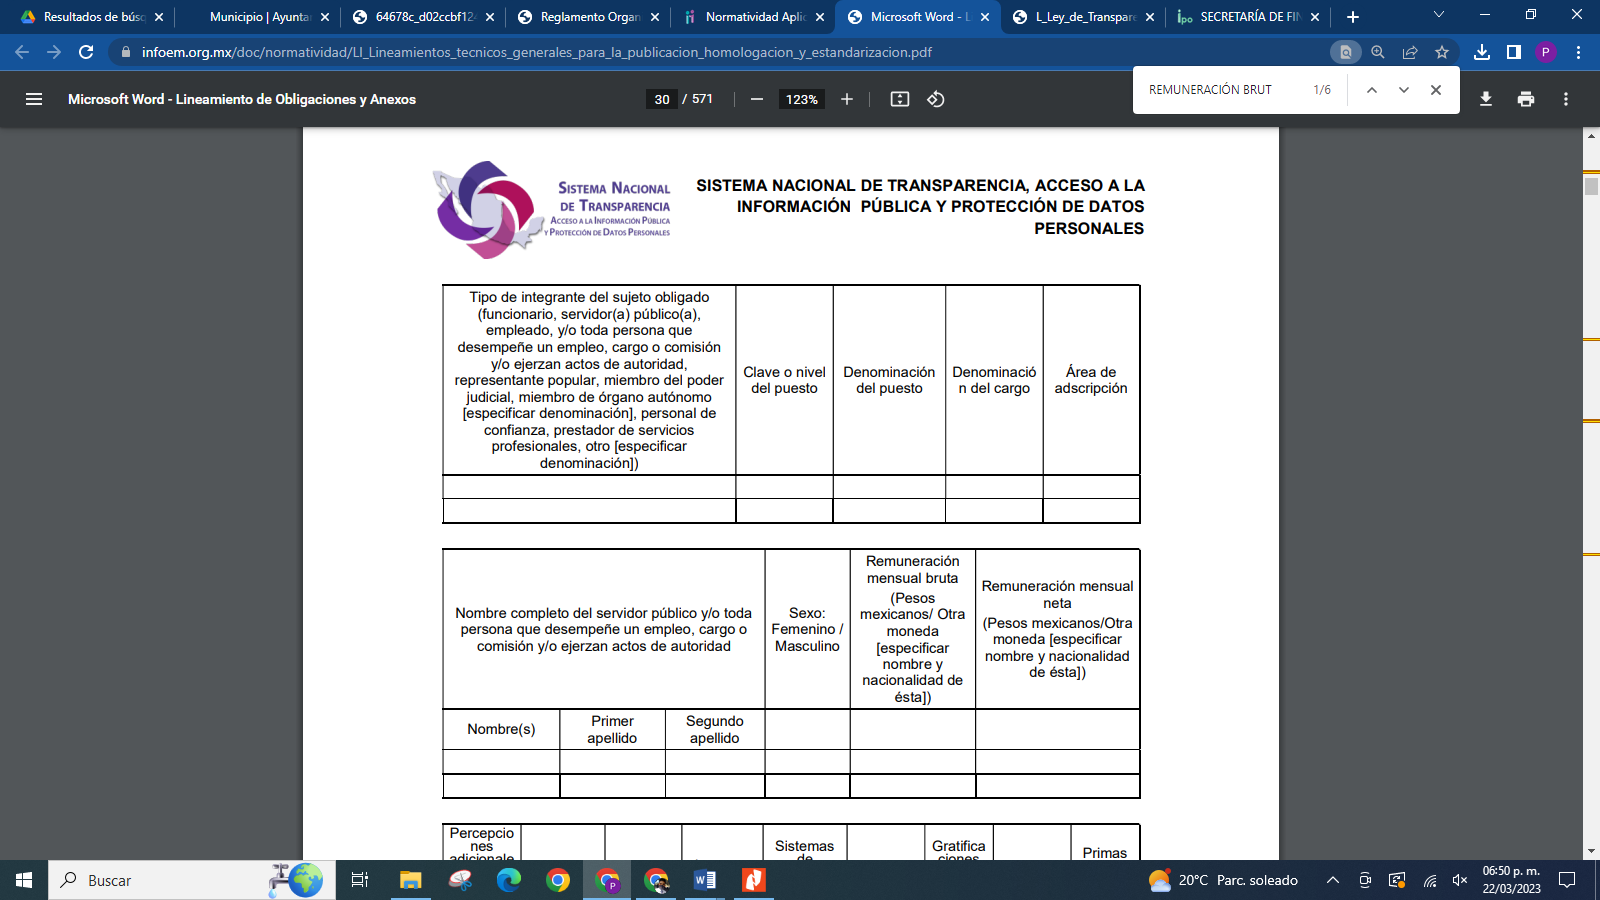 Resultados de búsq
Municipio | Ayunta
64678c_d02ccbf124
Reglamento Organ
Normatividad Aplic
Microsoft Word - L
L_Ley_de_Transpare
SECRETARÍA DE FIN
infoem.org.mx/doc/normatividad/LI_Lineamientos_tecnicos_generales_para_la_publicacion_homologacion_y_estandarizacion.pdf
P
REMUNERACIÓN BRUT 1/6
Microsoft Word - Lineamiento de Obligaciones y Anexos
30 / 571
123%
SISTEMA NACIONAL
DE TRANSPARENCIA
ACCESO A LA INFORMACIÓN PÚBLICA
Y PROTECCIÓN DE DATOS PERSONALES
SISTEMA NACIONAL DE TRANSPARENCIA, ACCESO A LA
INFORMACIÓN PÚBLICA Y PROTECCIÓN DE DATOS
PERSONALES
Tipo de integrante del sujeto obligado
(funcionario, servidor(a) público(a),
empleado, y/o toda persona que
desempeñe un empleo, cargo o comisión
y/o ejerzan actos de autoridad,
representante popular, miembro del poder
judicial, miembro de órgano autónomo
[especificar denominación], personal de
confianza, prestador de servicios
profesionales, otro [especificar
denominación])
Clave o nivel
del puesto
Denominación
del puesto
Denominació
n del cargo
Área de
adscripción
Nombre completo del servidor público y/o toda
persona que desempeñe un empleo, cargo o
comisión y/o ejerzan actos de autoridad
Sexo:
Femenino /
Masculino
Remuneración
mensual bruta
(Pesos
mexicanos/ Otra
moneda
[especificar
nombre y
nacionalidad de
ésta])
Remuneración mensual
neta
(Pesos mexicanos/Otra
moneda [especificar
nombre y nacionalidad
de ésta])
Nombre(s)
Primer
apellido
Segundo
apellido
Percepcio
nes
adicionale
Sistemas
de
Gratifica
ciones
Primas
Buscar
P
20°C Parc. soleado
06:50 p. m.
22/03/2023